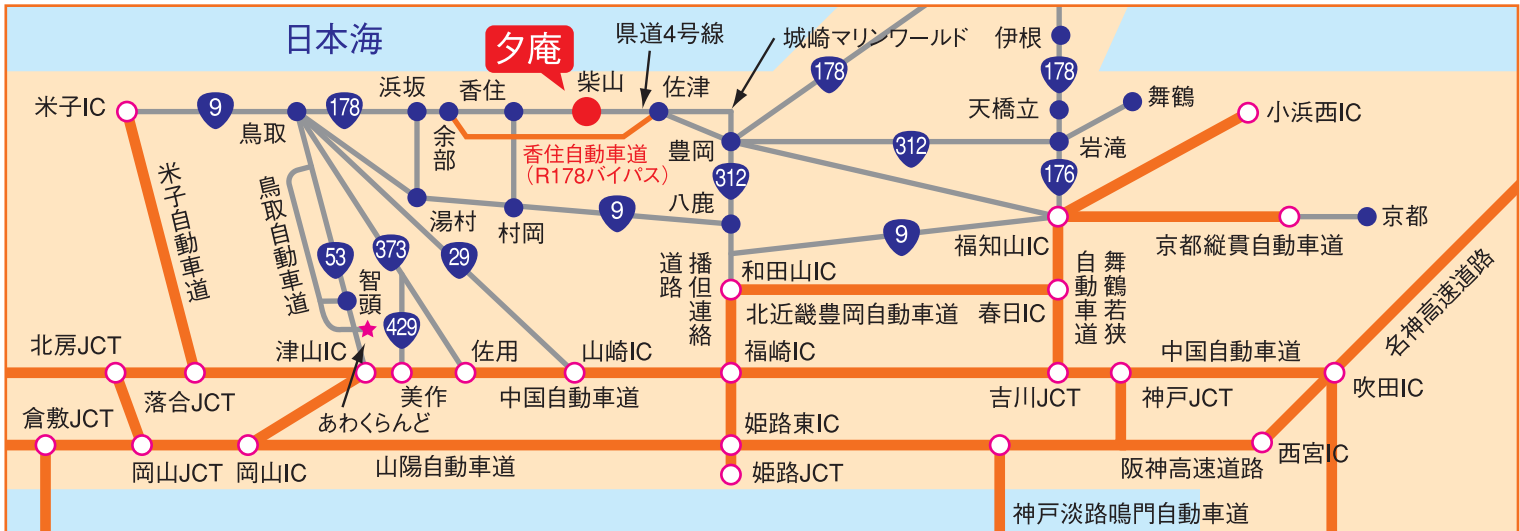 日本海
夕庵
県道4号線
城崎マリンワールド
伊根
178
178
舞鶴
米子IC
9
178
浜坂
香住
柴山
佐津
天橋立
小浜西IC
鳥取
余部
香住自動車道
(R178バイパス)
豊岡
312
岩滝
312
176
米子自動車道
鳥取自動車道
湯村
村岡
9
八鹿
9
福知山IC
京都縦貫自動車道
京都
53
373
29
智頭
播但連絡
道路
和田山IC
舞鶴若狭
自動車道
名神高速道路
429
北近畿豊岡自動車道
春日IC
北房JCT
津山IC
佐用
山崎IC
福崎IC
中国自動車道
落合JCT
美作
中国自動車道
吉川JCT
神戸JCT
吹田IC
あわくらんど
倉敷JCT
姫路東IC
岡山JCT
岡山IC
山陽自動車道
姫路JCT
阪神高速道路
西宮IC
神戸淡路鳴門自動車道